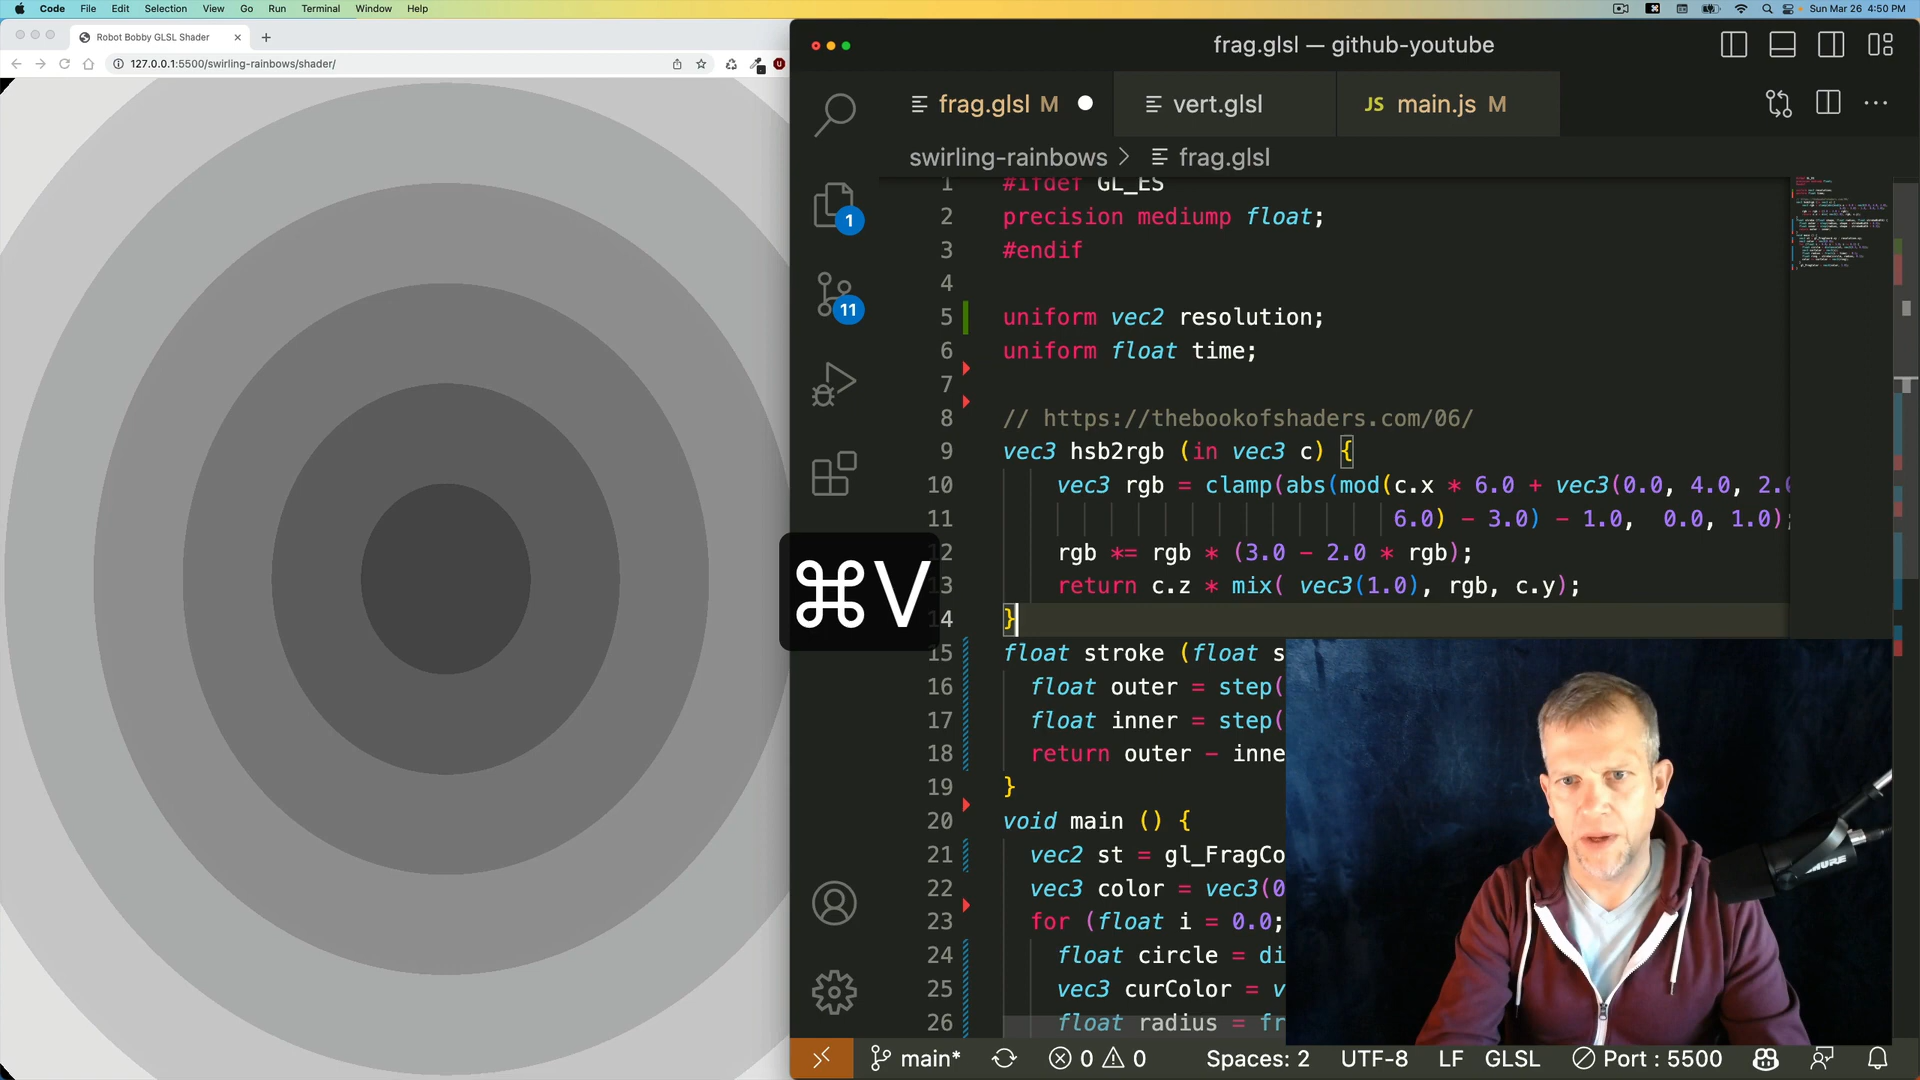 Code File Edit Selection View Go Run Terminal Window Help
Sun Mar 26 4:50 PM
Robot Bobby GLSL Shader
127.0.0.1:5500/swirling-rainbows/shader/
frag.glsl — github-youtube
frag.glsl M
vert.glsl
JS main.js M
swirling-rainbows > frag.glsl
1 #ifdef GL_ES
2 precision mediump float;
3 #endif
4
5 uniform vec2 resolution;
6 uniform float time;
7
8 // https://thebookofshaders.com/06/
9 vec3 hsb2rgb (in vec3 c) {
10 vec3 rgb = clamp(abs(mod(c.x * 6.0 + vec3(0.0, 4.0, 2.0
11 6.0) - 3.0) - 1.0, 0.0, 1.0);
12 rgb *= rgb * (3.0 - 2.0 * rgb);
13 return c.z * mix( vec3(1.0), rgb, c.y);
14 }
15 float stroke (float s
16 float outer = step(
17 float inner = step(
18 return outer - inne
19 }
20 void main () {
21 vec2 st = gl_FragCo
22 vec3 color = vec3(0
23 for (float i = 0.0;
24 float circle = di
25 vec3 curColor = v
26 float radius = fr
1
11
⌘V
SHURE
main* 0 0 Spaces: 2 UTF-8 LF GLSL Port : 5500